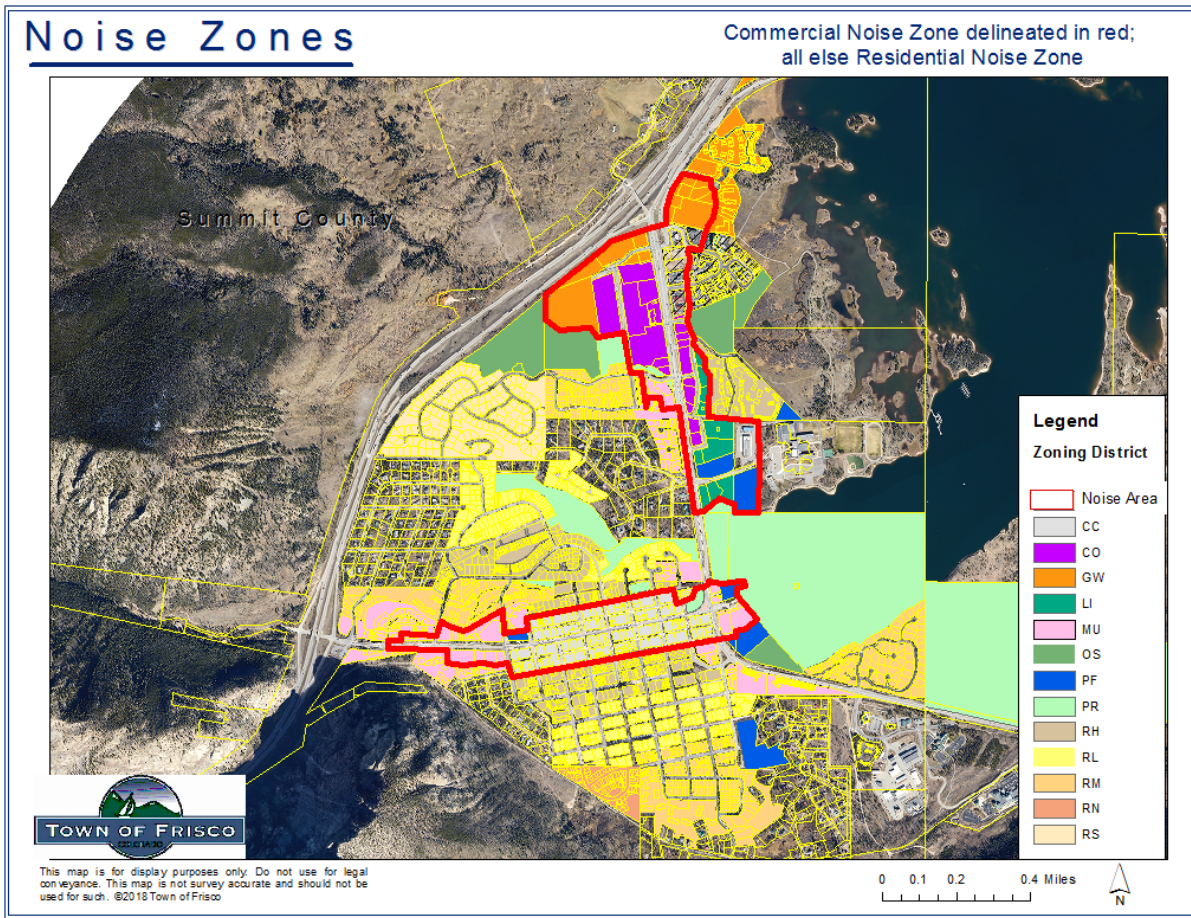 Noise Zones
Commercial Noise Zone delineated in red;
all else Residential Noise Zone
Summit County
Legend
Zoning District
Noise Area
CC
CO
GW
LI
MU
OS
PF
PR
RH
RL
RM
RN
RS
TOWN OF FRISCO
COLORADO
This map is for display purposes only. Do not use for legal
conveyance. This map is not survey accurate and should not be
used for such. ©2018 Town of Frisco
0 0.1 0.2 0.4 Miles
N